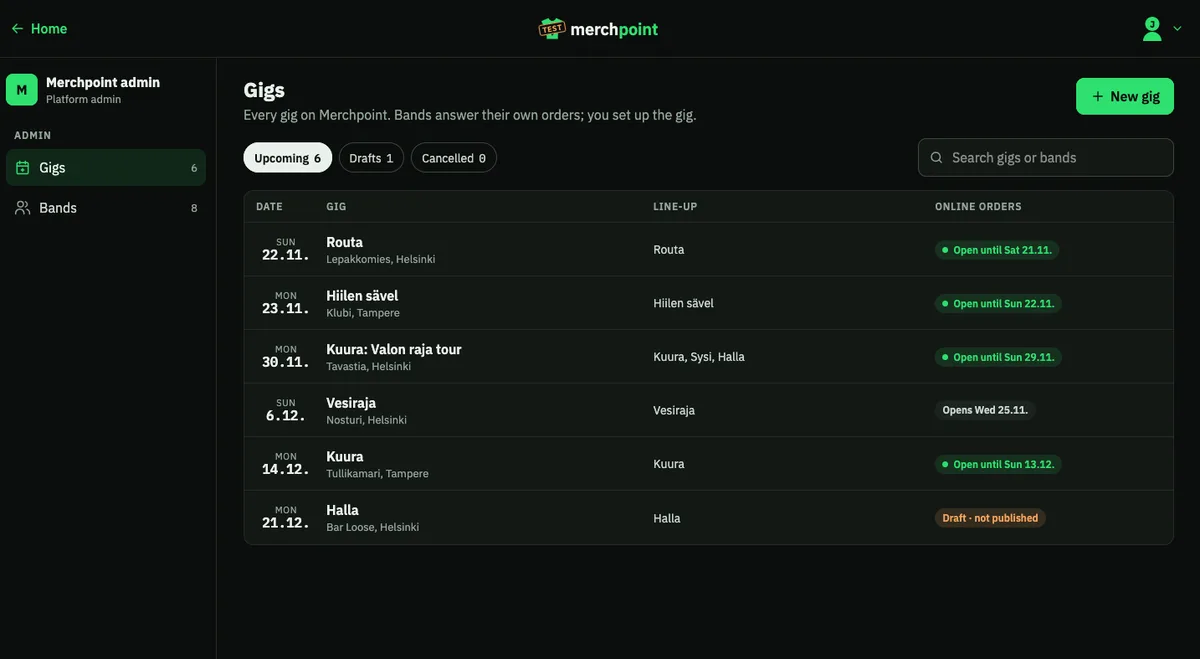 Home
TEST merchpoint
J
M
Merchpoint admin
Platform admin
ADMIN
Gigs 6
Bands 8
Gigs
Every gig on Merchpoint. Bands answer their own orders; you set up the gig.
+ New gig
Upcoming 6 Drafts 1 Cancelled 0
Search gigs or bands
DATE GIG LINE-UP ONLINE ORDERS
SUN
22.11.
Routa
Lepakkomies, Helsinki
Routa
Open until Sat 21.11.
MON
23.11.
Hiilen sävel
Klubi, Tampere
Hiilen sävel
Open until Sun 22.11.
MON
30.11.
Kuura: Valon raja tour
Tavastia, Helsinki
Kuura, Sysi, Halla
Open until Sun 29.11.
SUN
6.12.
Vesiraja
Nosturi, Helsinki
Vesiraja
Opens Wed 25.11.
MON
14.12.
Kuura
Tullikamari, Tampere
Kuura
Open until Sun 13.12.
MON
21.12.
Halla
Bar Loose, Helsinki
Halla
Draft · not published